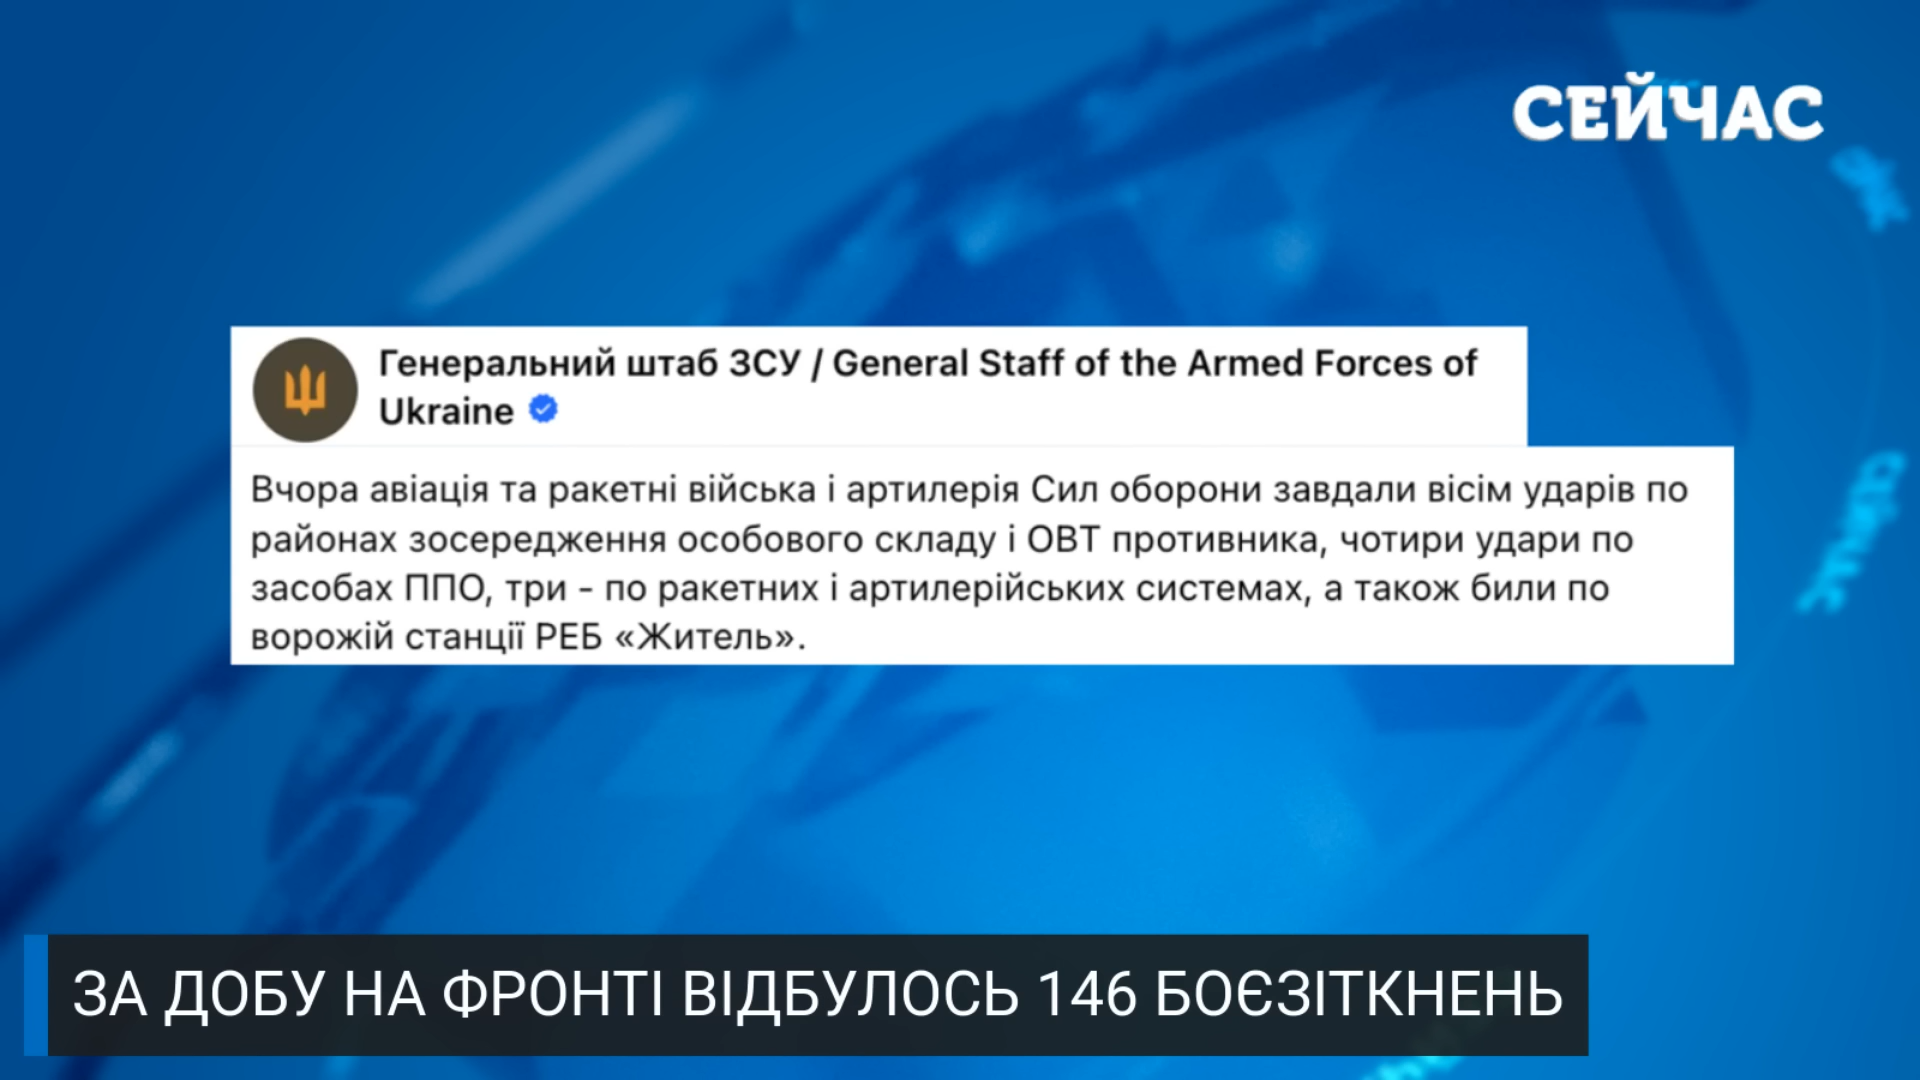 СЕЙЧАС
Генеральний штаб ЗСУ / General Staff of the Armed Forces of
Ukraine
Вчора авіація та ракетні війська і артилерія Сил оборони завдали вісім ударів по
районах зосередження особового складу і ОВТ противника, чотири удари по
засобах ППО, три - по ракетних і артилерійських системах, а також били по
ворожій станції РЕБ «Житель».
ЗА ДОБУ НА ФРОНТІ ВІДБУЛОСЬ 146 БОЄЗІТКНЕНЬ